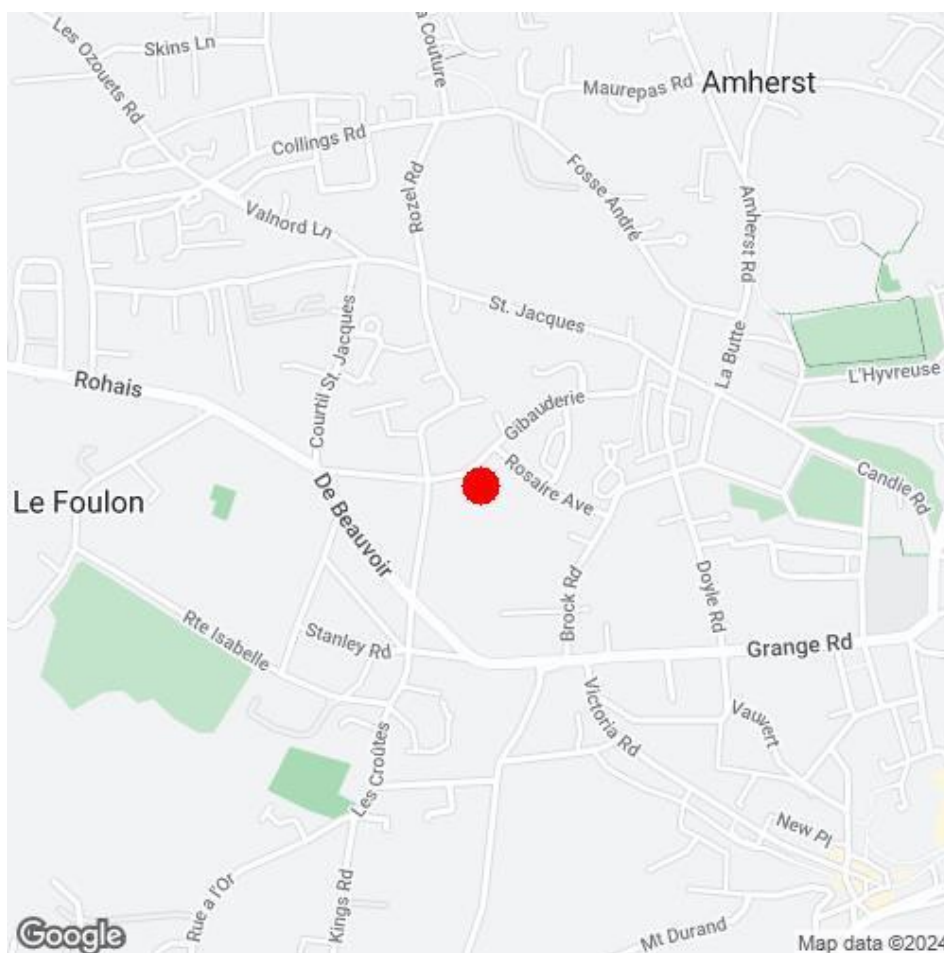 Les Ozouets Rd
Skins Ln
a Couture
Maurepas Rd
Amherst
Collings Rd
Rozel Rd
Fosse André
Amherst Rd
Valnord Ln
St. Jacques
Courtil St. Jacques
La Butte
L'Hyvreuse
Rohais
Gibauderie
Rosaire Ave
Candie Rd
Le Foulon
De Beauvoir
Brock Rd
Doyle Rd
Rte Isabelle
Stanley Rd
Grange Rd
Victoria Rd
Vauvert
Les Croûtes
New Pl
Rue a l'Or
Kings Rd
Mt Durand
Google
Map data ©2024